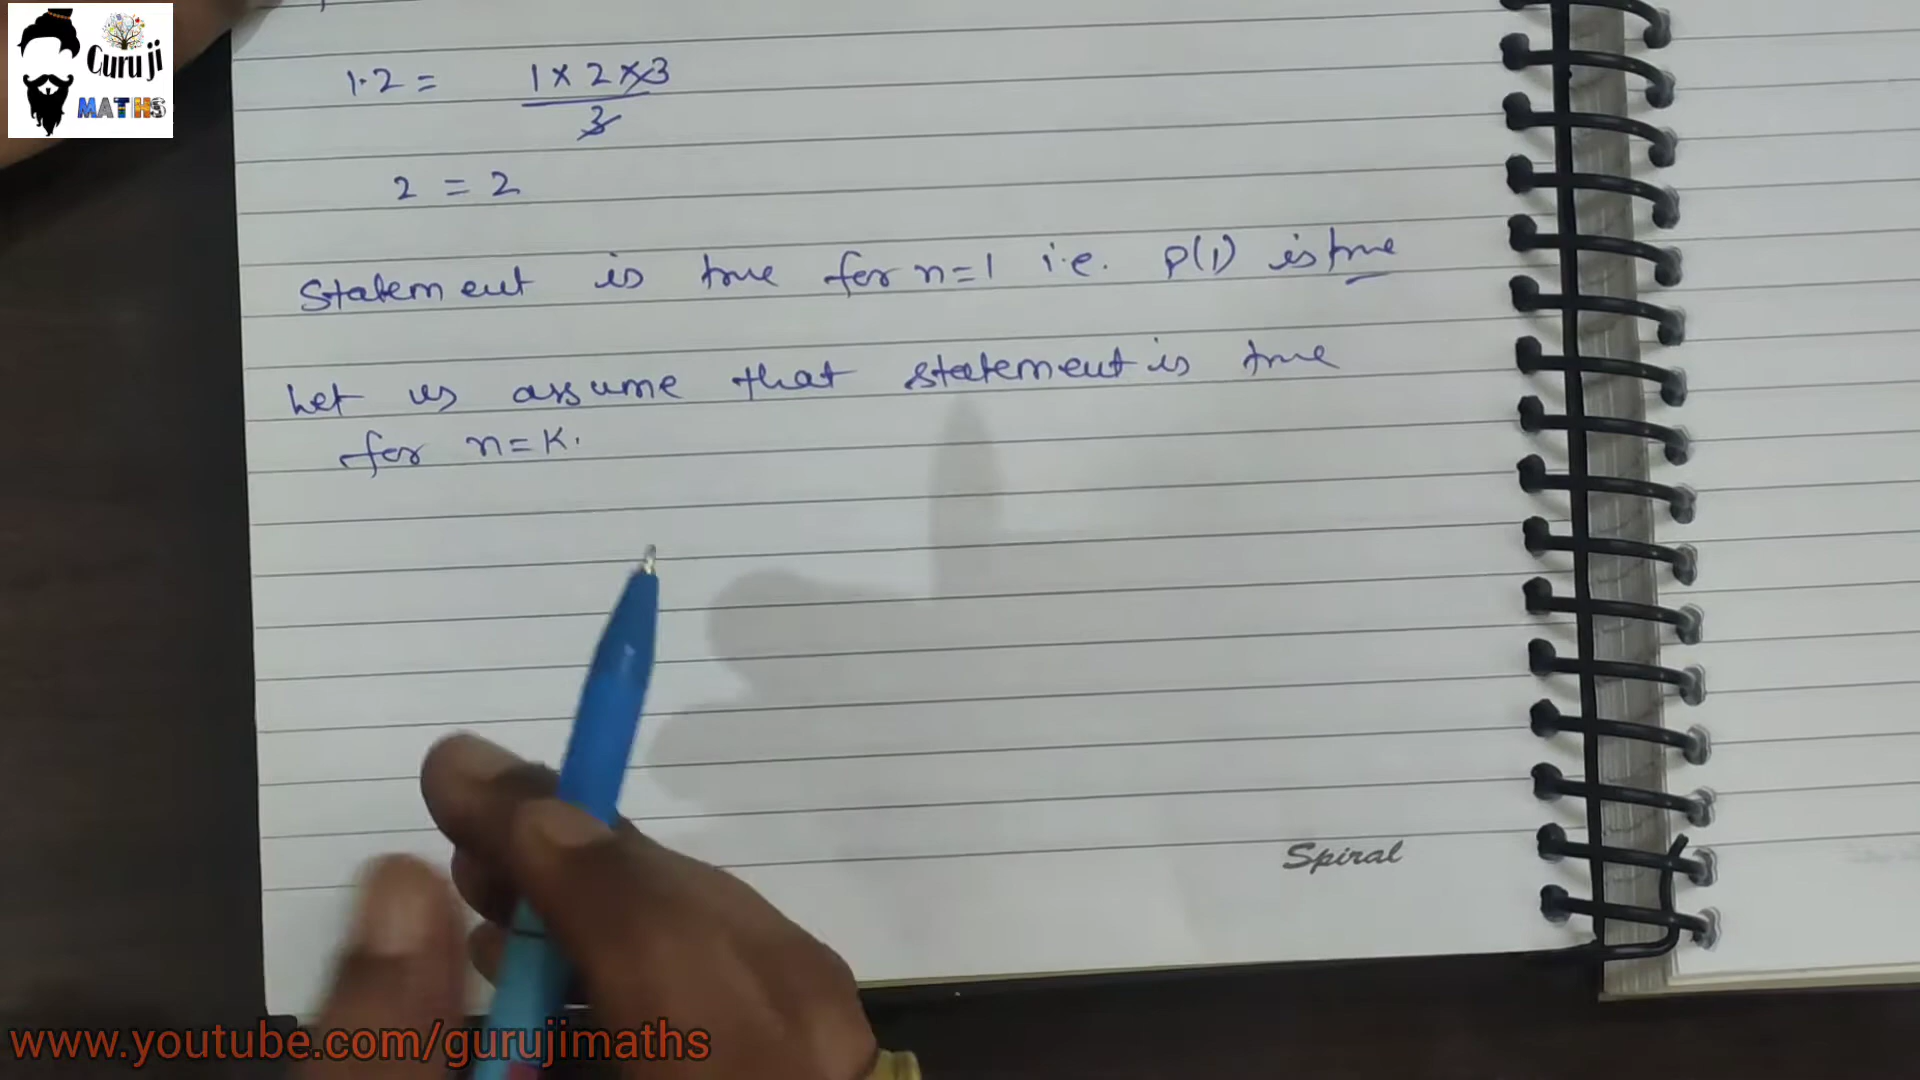 Guru ji
MATHS
1·2 = 1 × 2 × 3
3
2 = 2
Statement is true for n=1 i.e. P(1) is true
Let us assume that statement is true
for n=K.
Spiral
www.youtube.com/gurujimaths